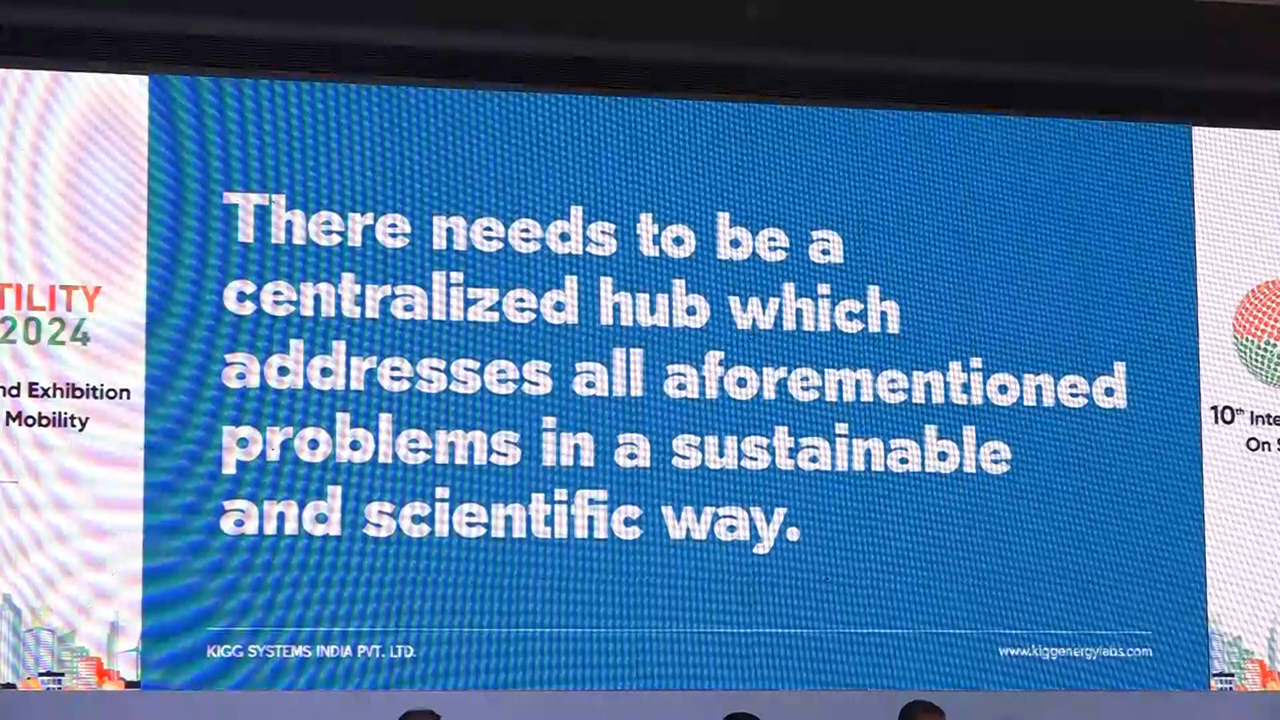 TILITY
2024
nd Exhibition
Mobility
There needs to be a
centralized hub which
addresses all aforementioned
problems in a sustainable
and scientific way.
KIGG SYSTEMS INDIA PVT. LTD.
www.kiggenergylabs.com
10th Inte
On S